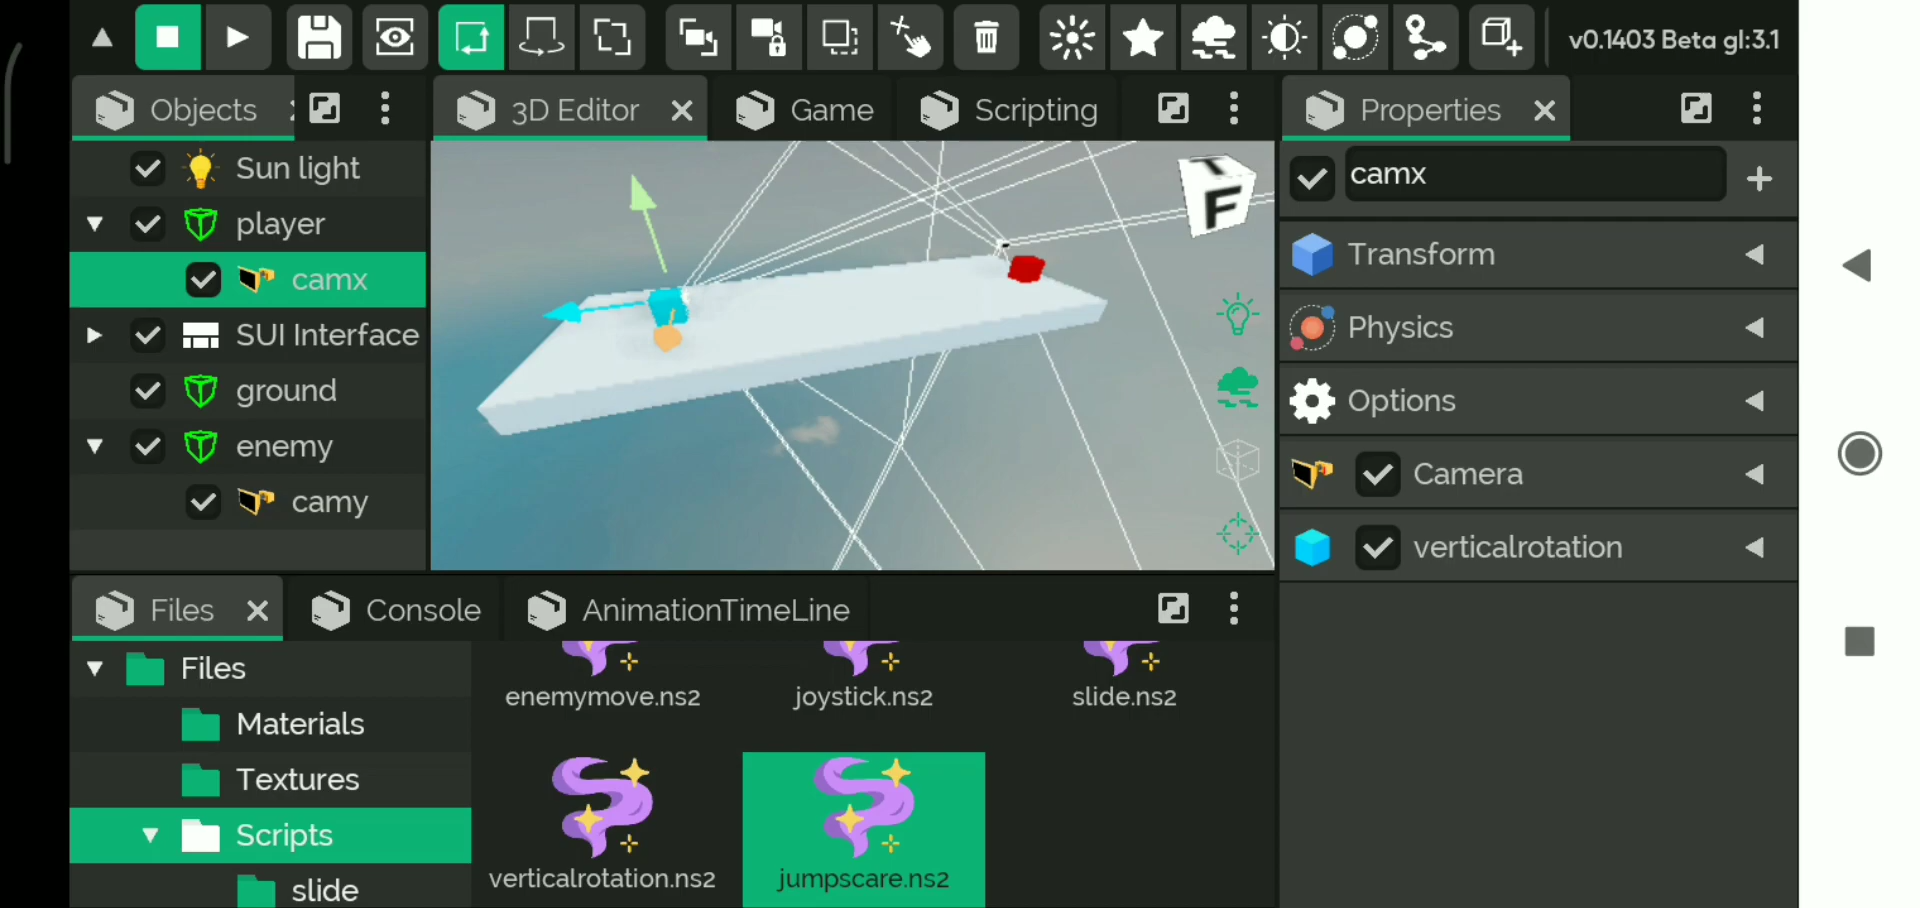 v0.1403 Beta gl:3.1
Objects
3D Editor
Game
Scripting
Properties
Sun light
player
camx
SUI Interface
ground
enemy
camy
T
F
camx
Transform
Physics
Options
Camera
verticalrotation
Files
Console
AnimationTimeLine
Files
Materials
Textures
Scripts
slide
enemymove.ns2
joystick.ns2
slide.ns2
verticalrotation.ns2
jumpscare.ns2